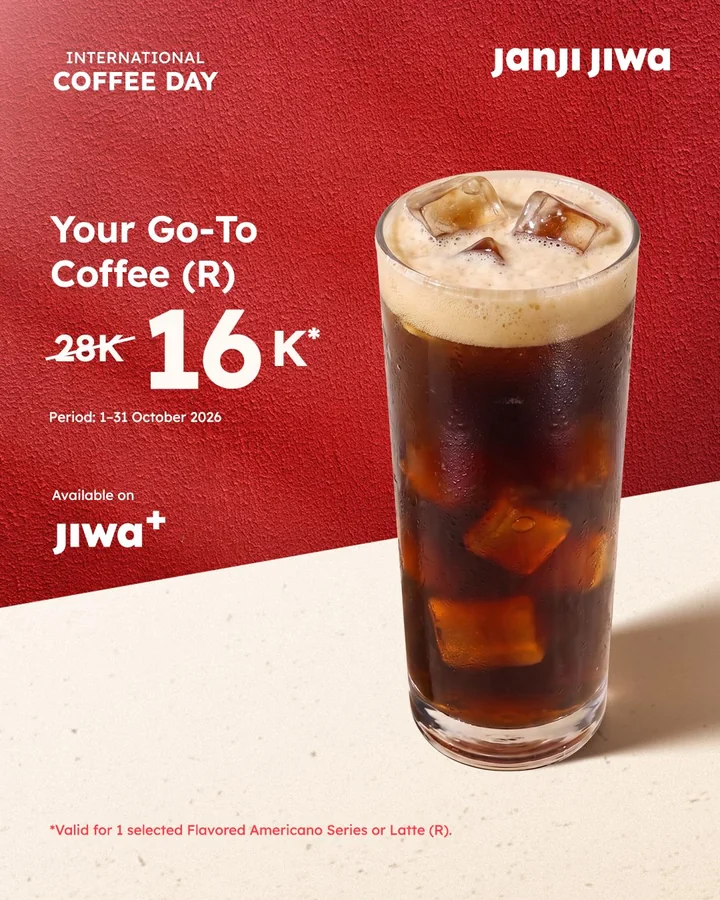 INTERNATIONAL
COFFEE DAY
Janji Jiwa
Your Go-To
Coffee (R)
28K 16K*
Period: 1-31 October 2026
Available on
Jiwa+
*Valid for 1 selected Flavored Americano Series or Latte (R).